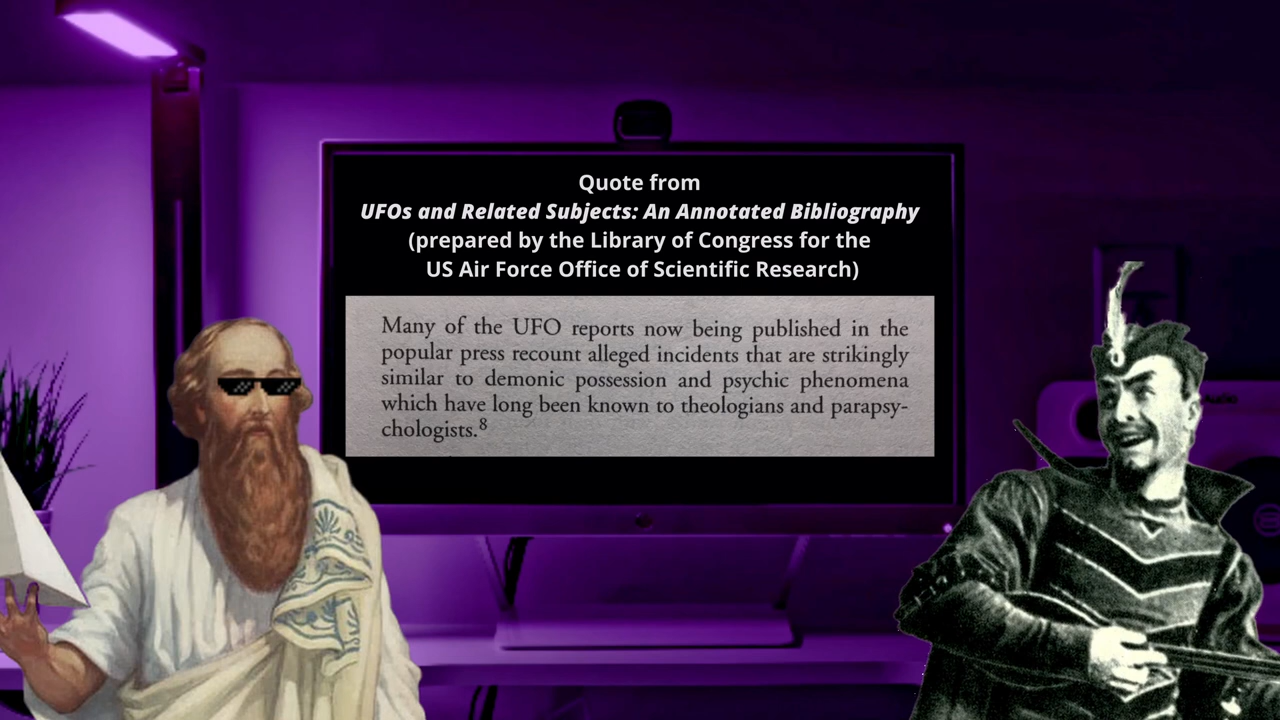 Quote from
UFOs and Related Subjects: An Annotated Bibliography
(prepared by the Library of Congress for the
US Air Force Office of Scientific Research)
Many of the UFO reports now being published in the
popular press recount alleged incidents that are strikingly
similar to demonic possession and psychic phenomena
which have long been known to theologians and parapsy-
chologists.8
Audio